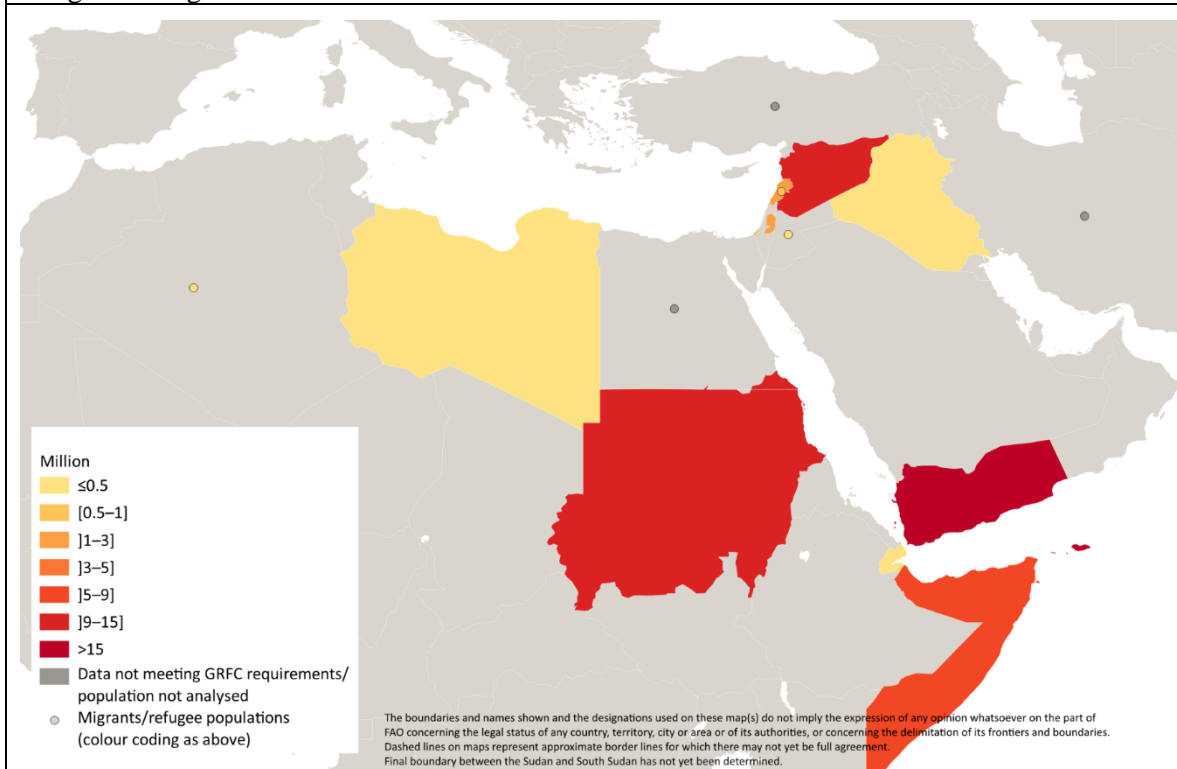 Million
≤0.5
[0.5–1]
]1–3]
]3–5]
]5–9]
]9–15]
>15
Data not meeting GRFC requirements/
population not analysed
Migrants/refugee populations
(colour coding as above)
The boundaries and names shown and the designations used on these map(s) do not imply the expression of any opinion whatsoever on the part of
FAO concerning the legal status of any country, territory, city or area or of its authorities, or concerning the delimitation of its frontiers and boundaries.
Dashed lines on maps represent approximate border lines for which there may not yet be full agreement.
Final boundary between the Sudan and South Sudan has not yet been determined.